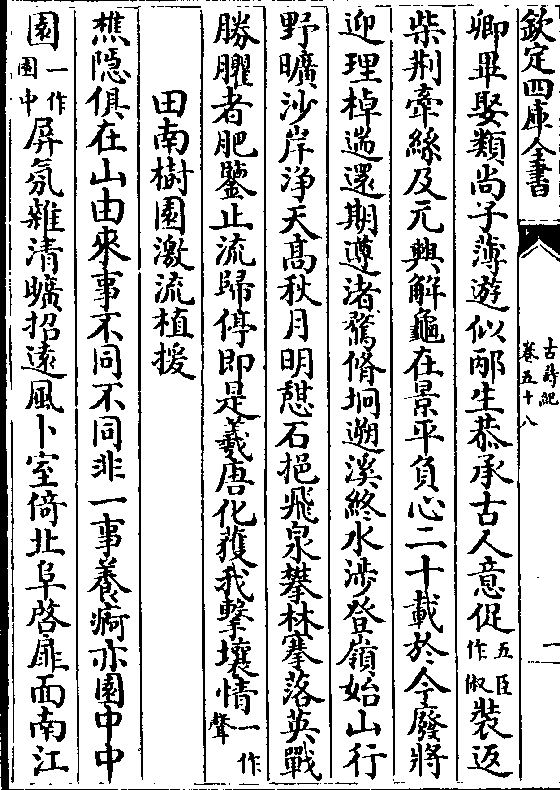 欽定四庫全書
古詩紀
卷五十八
一
卿畢娶類尚子薄遊似邴生恭承古人意促五臣作俶裝返
柴荆牽絲及元興解龜在景平負心二十載於今廢將
迎理棹遄還期遵渚騖脩坰遡溪終水涉登嶺始山行
野曠沙岸淨天髙秋月明憇石挹飛泉攀林搴落英戰
勝臞者肥鑒止流歸停即是羲唐化獲我擊壤情一作聲
田南樹園激流植援
樵隱俱在山由來事不同不同非一事養痾亦園中中
園一作園中屏氛雜清曠招遠風卜室倚北阜啓扉面南江